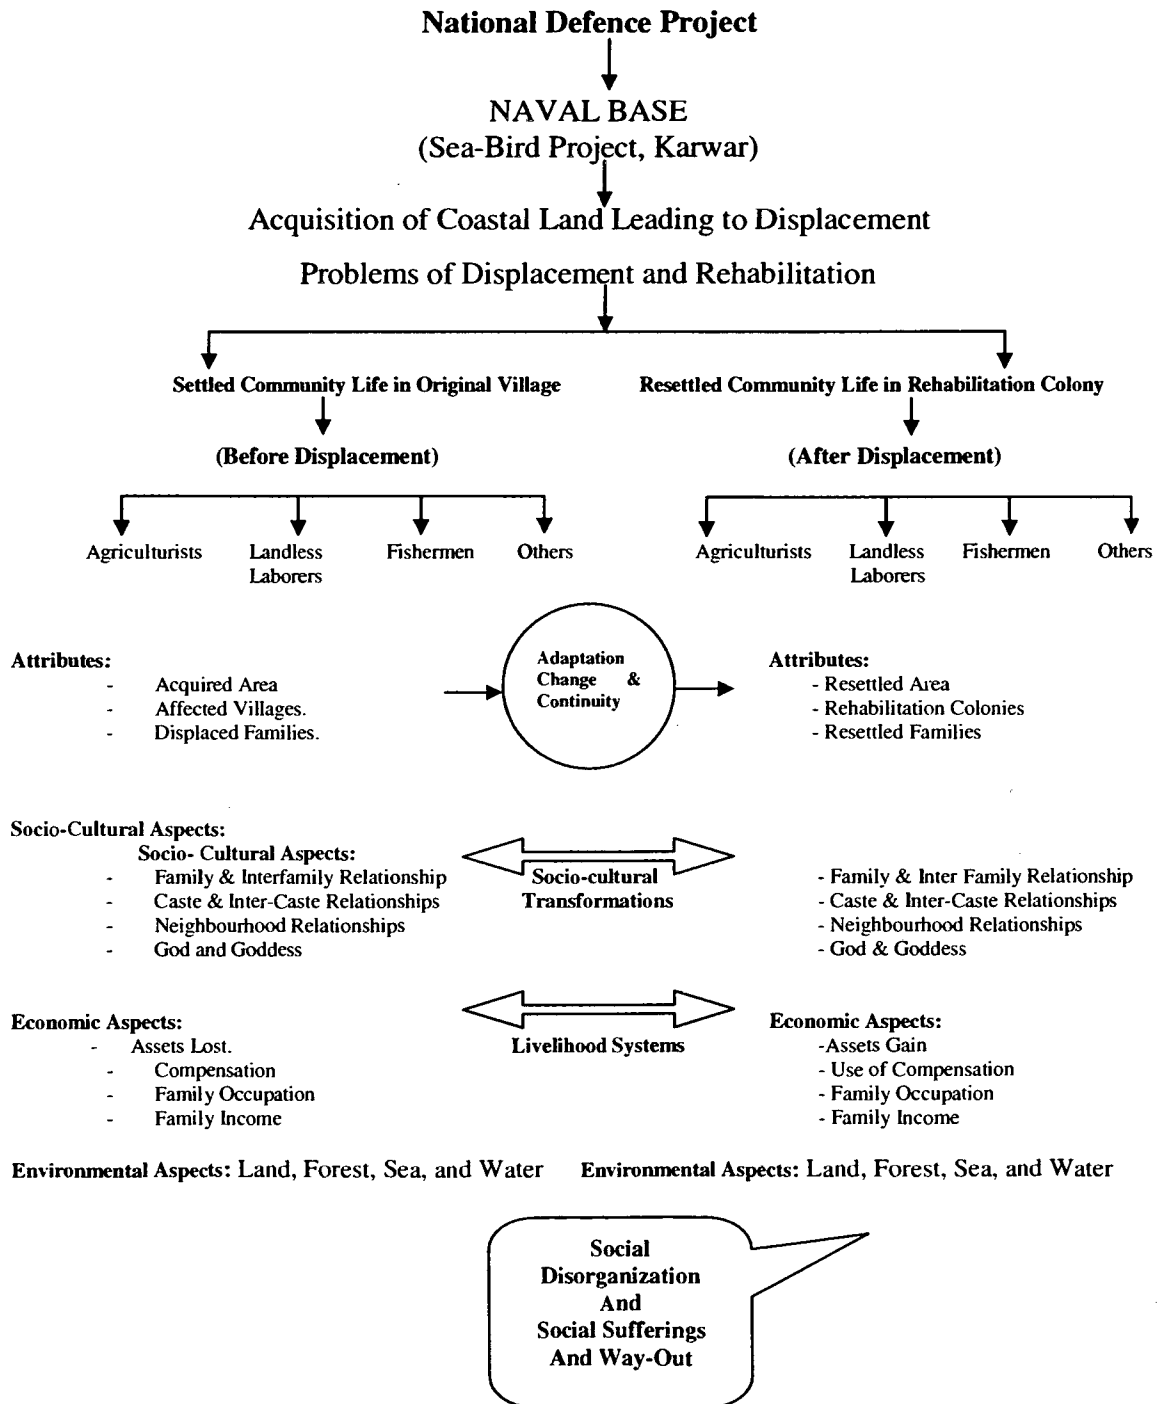 National Defence Project
NAVAL BASE
(Sea-Bird Project, Karwar)
Acquisition of Coastal Land Leading to Displacement
Problems of Displacement and Rehabilitation
Settled Community Life in Original Village
Resettled Community Life in Rehabilitation Colony
(Before Displacement)
(After Displacement)
Agriculturists
Landless
Laborers
Fishermen
Others
Agriculturists
Landless
Laborers
Fishermen
Others
Attributes:
- Acquired Area
- Affected Villages.
- Displaced Families.
Adaptation
Change &
Continuity
Attributes:
- Resettled Area
- Rehabilitation Colonies
- Resettled Families
Socio-Cultural Aspects:
Socio- Cultural Aspects:
- Family & Interfamily Relationship
- Caste & Inter-Caste Relationships
- Neighbourhood Relationships
- God and Goddess
Socio-cultural
Transformations
- Family & Inter Family Relationship
- Caste & Inter-Caste Relationships
- Neighbourhood Relationships
- God & Goddess
Economic Aspects:
- Assets Lost.
- Compensation
- Family Occupation
- Family Income
Livelihood Systems
Economic Aspects:
-Assets Gain
- Use of Compensation
- Family Occupation
- Family Income
Environmental Aspects: Land, Forest, Sea, and Water
Environmental Aspects: Land, Forest, Sea, and Water
Social
Disorganization
And
Social Sufferings
And Way-Out